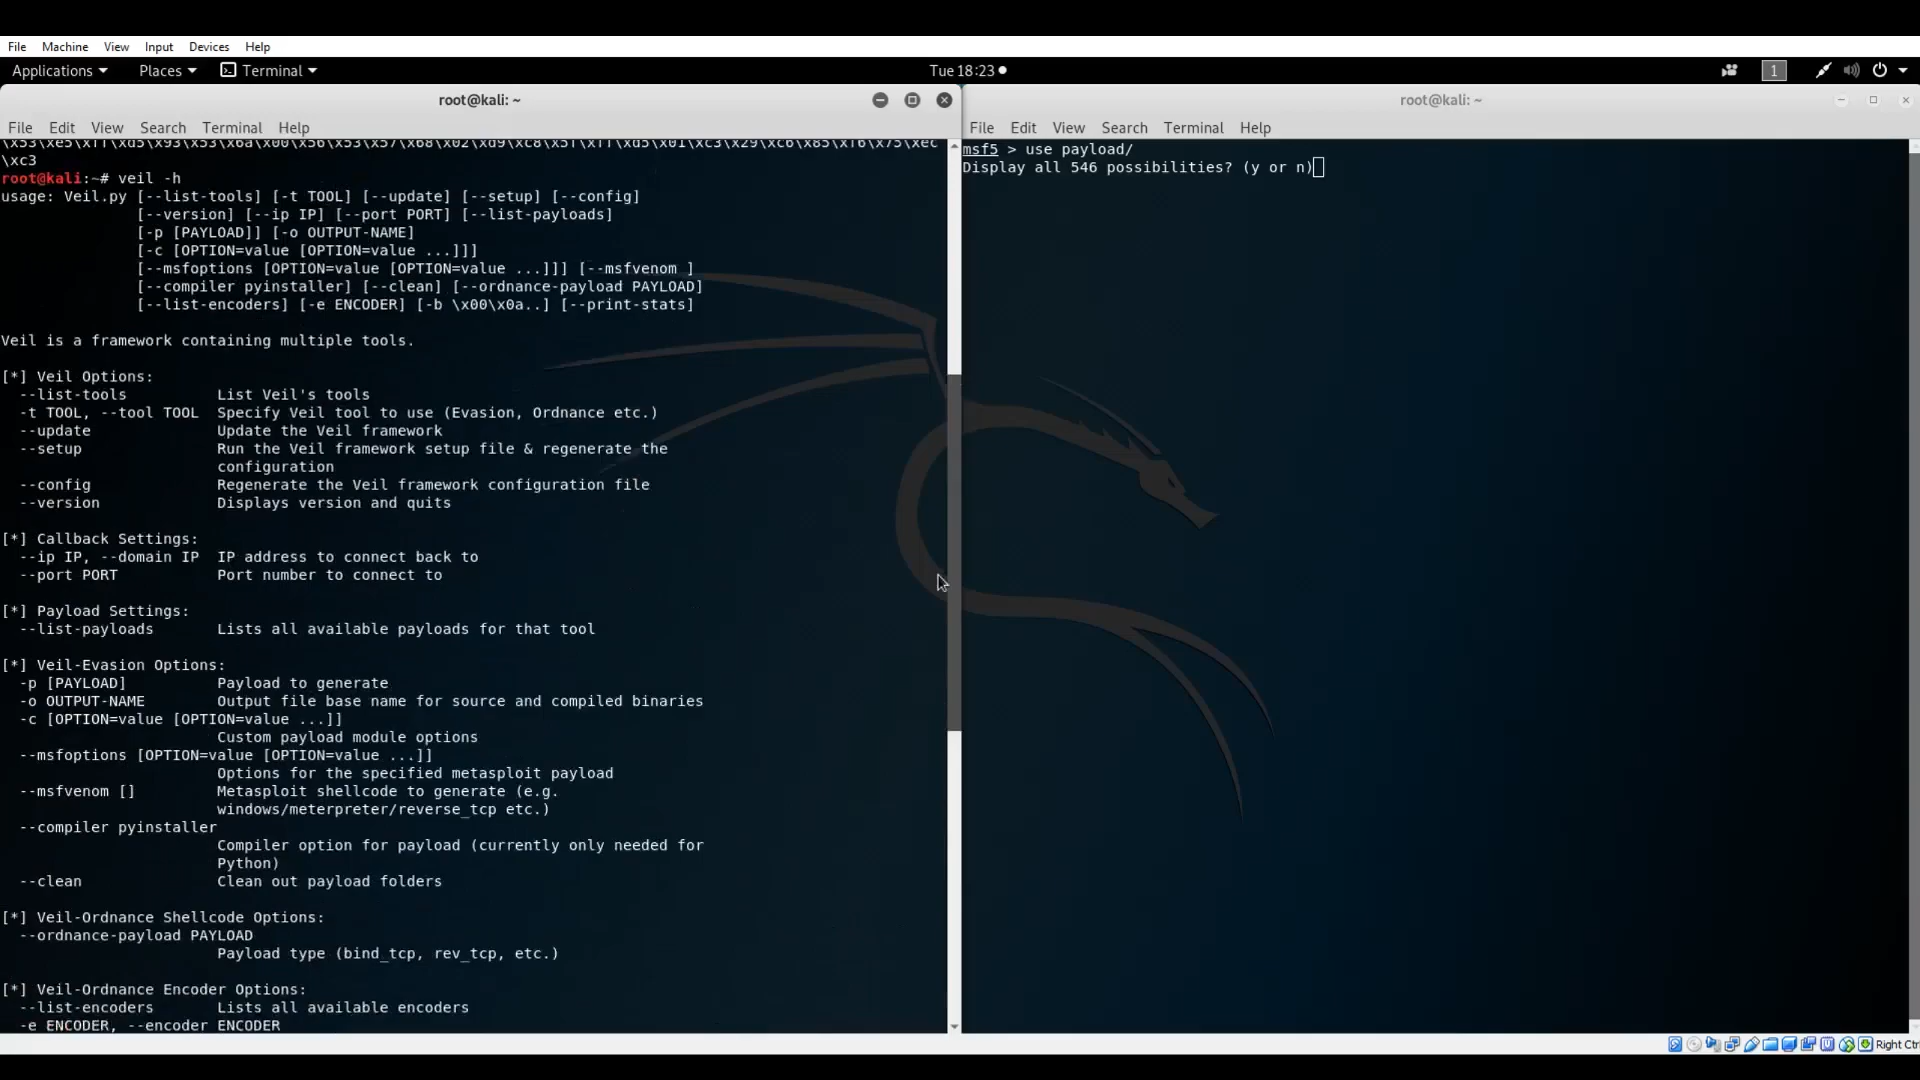 File Machine View Input Devices Help
Applications Places Terminal Tue 18:23 1
root@kali: ~
File Edit View Search Terminal Help
\xc3
root@kali:~# veil -h
usage: Veil.py [--list-tools] [-t TOOL] [--update] [--setup] [--config]
[--version] [--ip IP] [--port PORT] [--list-payloads]
[-p [PAYLOAD]] [-o OUTPUT-NAME]
[-c [OPTION=value [OPTION=value ...]]]
[--msfoptions [OPTION=value [OPTION=value ...]]] [--msfvenom ]
[--compiler pyinstaller] [--clean] [--ordnance-payload PAYLOAD]
[--list-encoders] [-e ENCODER] [-b \x00\x0a..] [--print-stats]
Veil is a framework containing multiple tools.
[*] Veil Options:
--list-tools List Veil's tools
-t TOOL, --tool TOOL Specify Veil tool to use (Evasion, Ordnance etc.)
--update Update the Veil framework
--setup Run the Veil framework setup file & regenerate the
configuration
--config Regenerate the Veil framework configuration file
--version Displays version and quits
[*] Callback Settings:
--ip IP, --domain IP IP address to connect back to
--port PORT Port number to connect to
[*] Payload Settings:
--list-payloads Lists all available payloads for that tool
[*] Veil-Evasion Options:
-p [PAYLOAD] Payload to generate
-o OUTPUT-NAME Output file base name for source and compiled binaries
-c [OPTION=value [OPTION=value ...]]
Custom payload module options
--msfoptions [OPTION=value [OPTION=value ...]]
Options for the specified metasploit payload
--msfvenom [] Metasploit shellcode to generate (e.g.
windows/meterpreter/reverse_tcp etc.)
--compiler pyinstaller
Compiler option for payload (currently only needed for
Python)
--clean Clean out payload folders
[*] Veil-Ordnance Shellcode Options:
--ordnance-payload PAYLOAD
Payload type (bind_tcp, rev_tcp, etc.)
[*] Veil-Ordnance Encoder Options:
--list-encoders Lists all available encoders
-e ENCODER, --encoder ENCODER
root@kali: ~
File Edit View Search Terminal Help
msf5 > use payload/
Display all 546 possibilities? (y or n)
Right Ctr